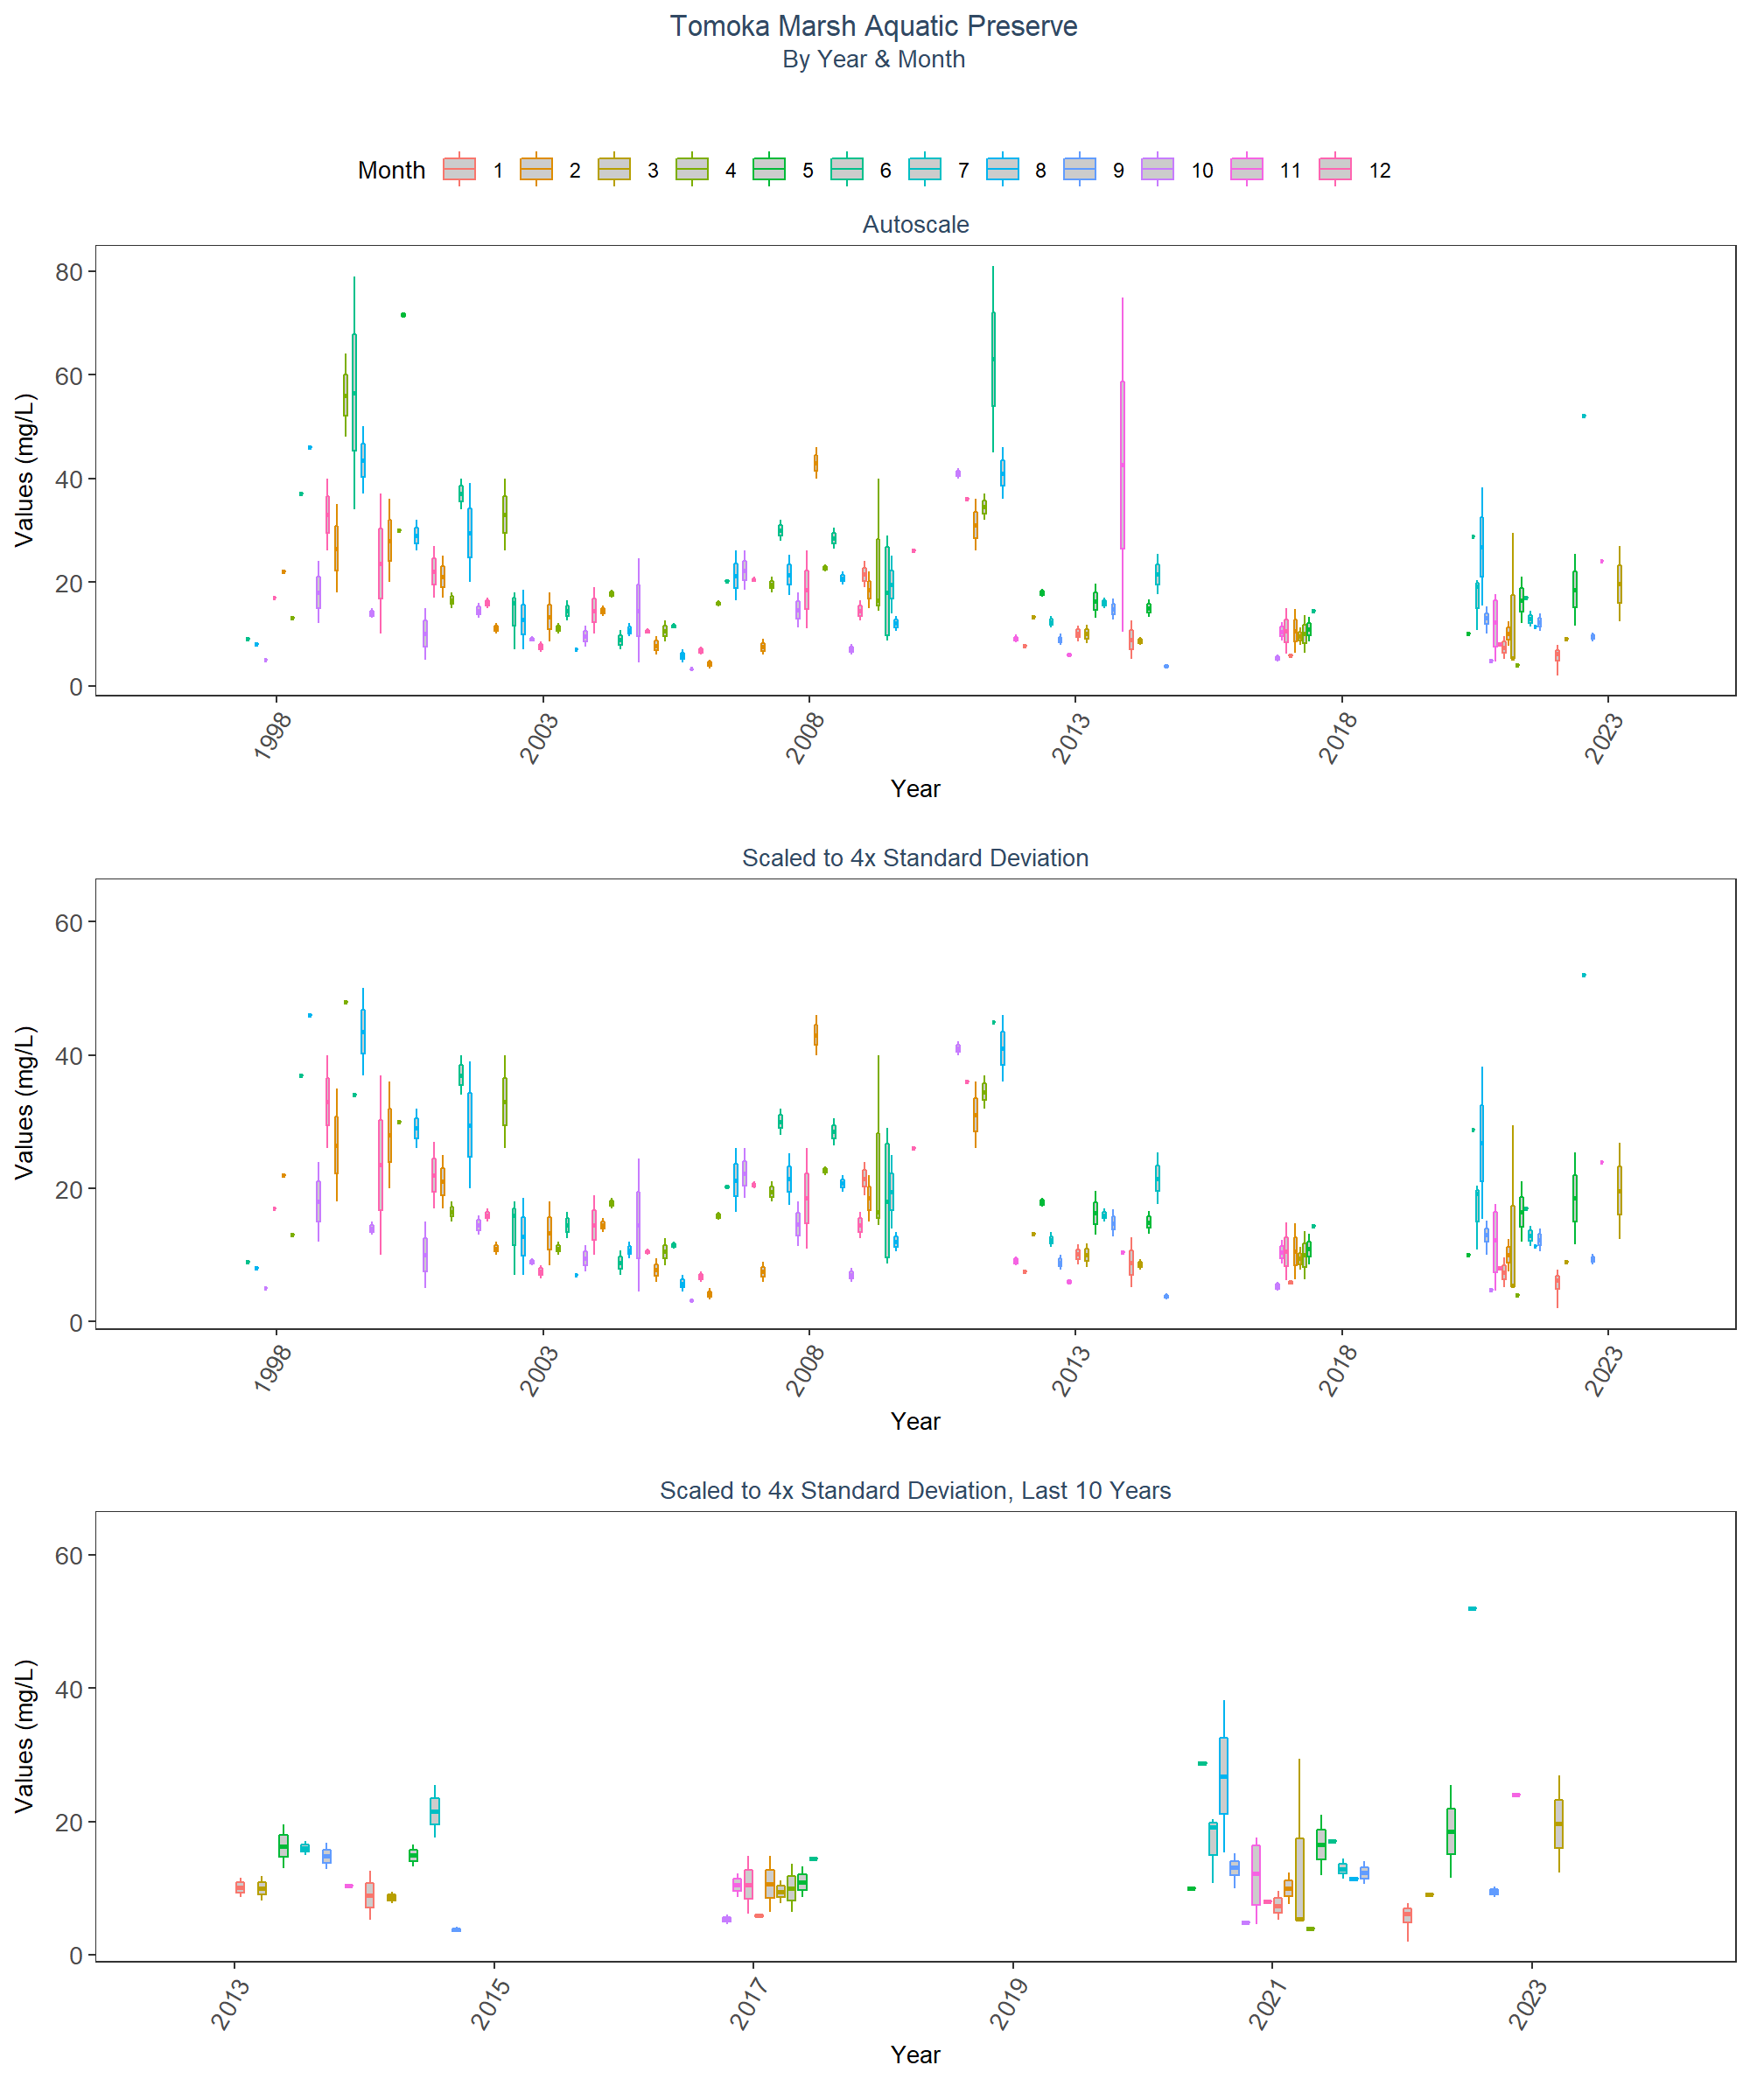 Tomoka Marsh Aquatic Preserve
By Year & Month
Month 1 2 3 4 5 6 7 8 9 10 11 12
Autoscale
Values (mg/L)
80
60
40
20
0
1998 2003 2008 2013 2018 2023
Year
Scaled to 4x Standard Deviation
Values (mg/L)
60
40
20
0
1998 2003 2008 2013 2018 2023
Year
Scaled to 4x Standard Deviation, Last 10 Years
Values (mg/L)
60
40
20
0
2013 2015 2017 2019 2021 2023
Year